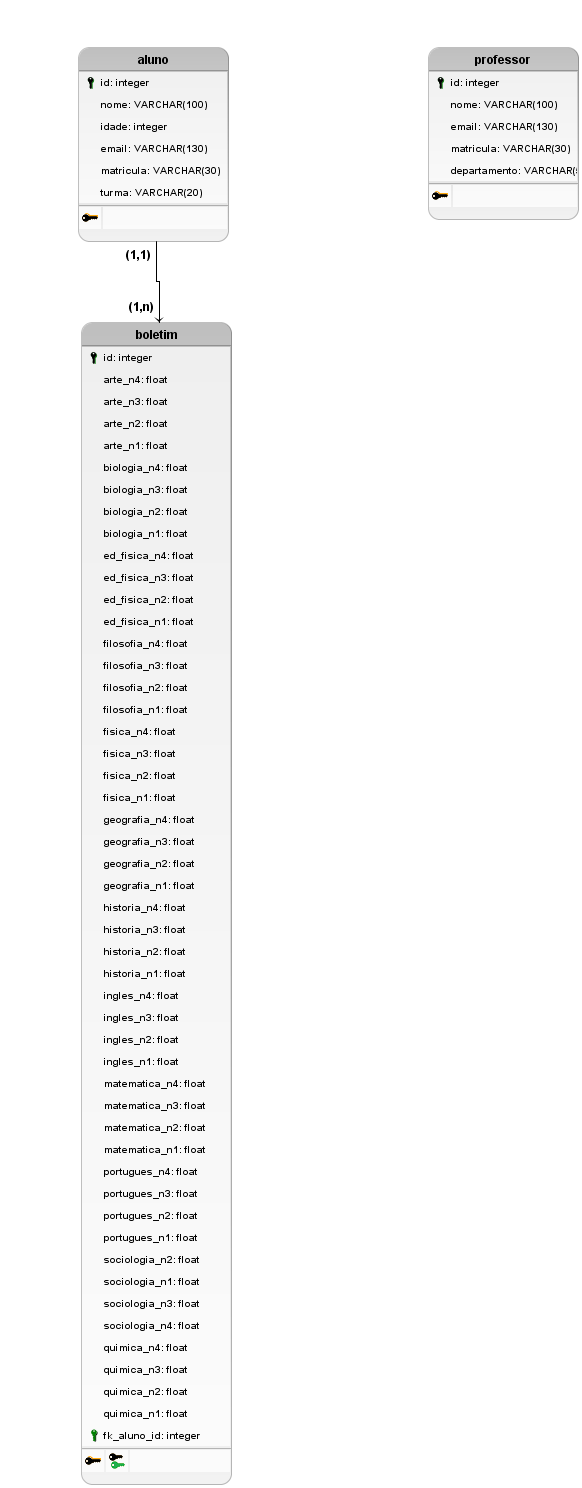 aluno
id: integer
nome: VARCHAR(100)
idade: integer
email: VARCHAR(130)
matricula: VARCHAR(30)
turma: VARCHAR(20)
professor
id: integer
nome: VARCHAR(100)
email: VARCHAR(130)
matricula: VARCHAR(30)
departamento: VARCHAR(
(1,1)
(1,n)
boletim
id: integer
arte_n4: float
arte_n3: float
arte_n2: float
arte_n1: float
biologia_n4: float
biologia_n3: float
biologia_n2: float
biologia_n1: float
ed_fisica_n4: float
ed_fisica_n3: float
ed_fisica_n2: float
ed_fisica_n1: float
filosofia_n4: float
filosofia_n3: float
filosofia_n2: float
filosofia_n1: float
fisica_n4: float
fisica_n3: float
fisica_n2: float
fisica_n1: float
geografia_n4: float
geografia_n3: float
geografia_n2: float
geografia_n1: float
historia_n4: float
historia_n3: float
historia_n2: float
historia_n1: float
ingles_n4: float
ingles_n3: float
ingles_n2: float
ingles_n1: float
matematica_n4: float
matematica_n3: float
matematica_n2: float
matematica_n1: float
portugues_n4: float
portugues_n3: float
portugues_n2: float
portugues_n1: float
sociologia_n2: float
sociologia_n1: float
sociologia_n3: float
sociologia_n4: float
quimica_n4: float
quimica_n3: float
quimica_n2: float
quimica_n1: float
fk_aluno_id: integer